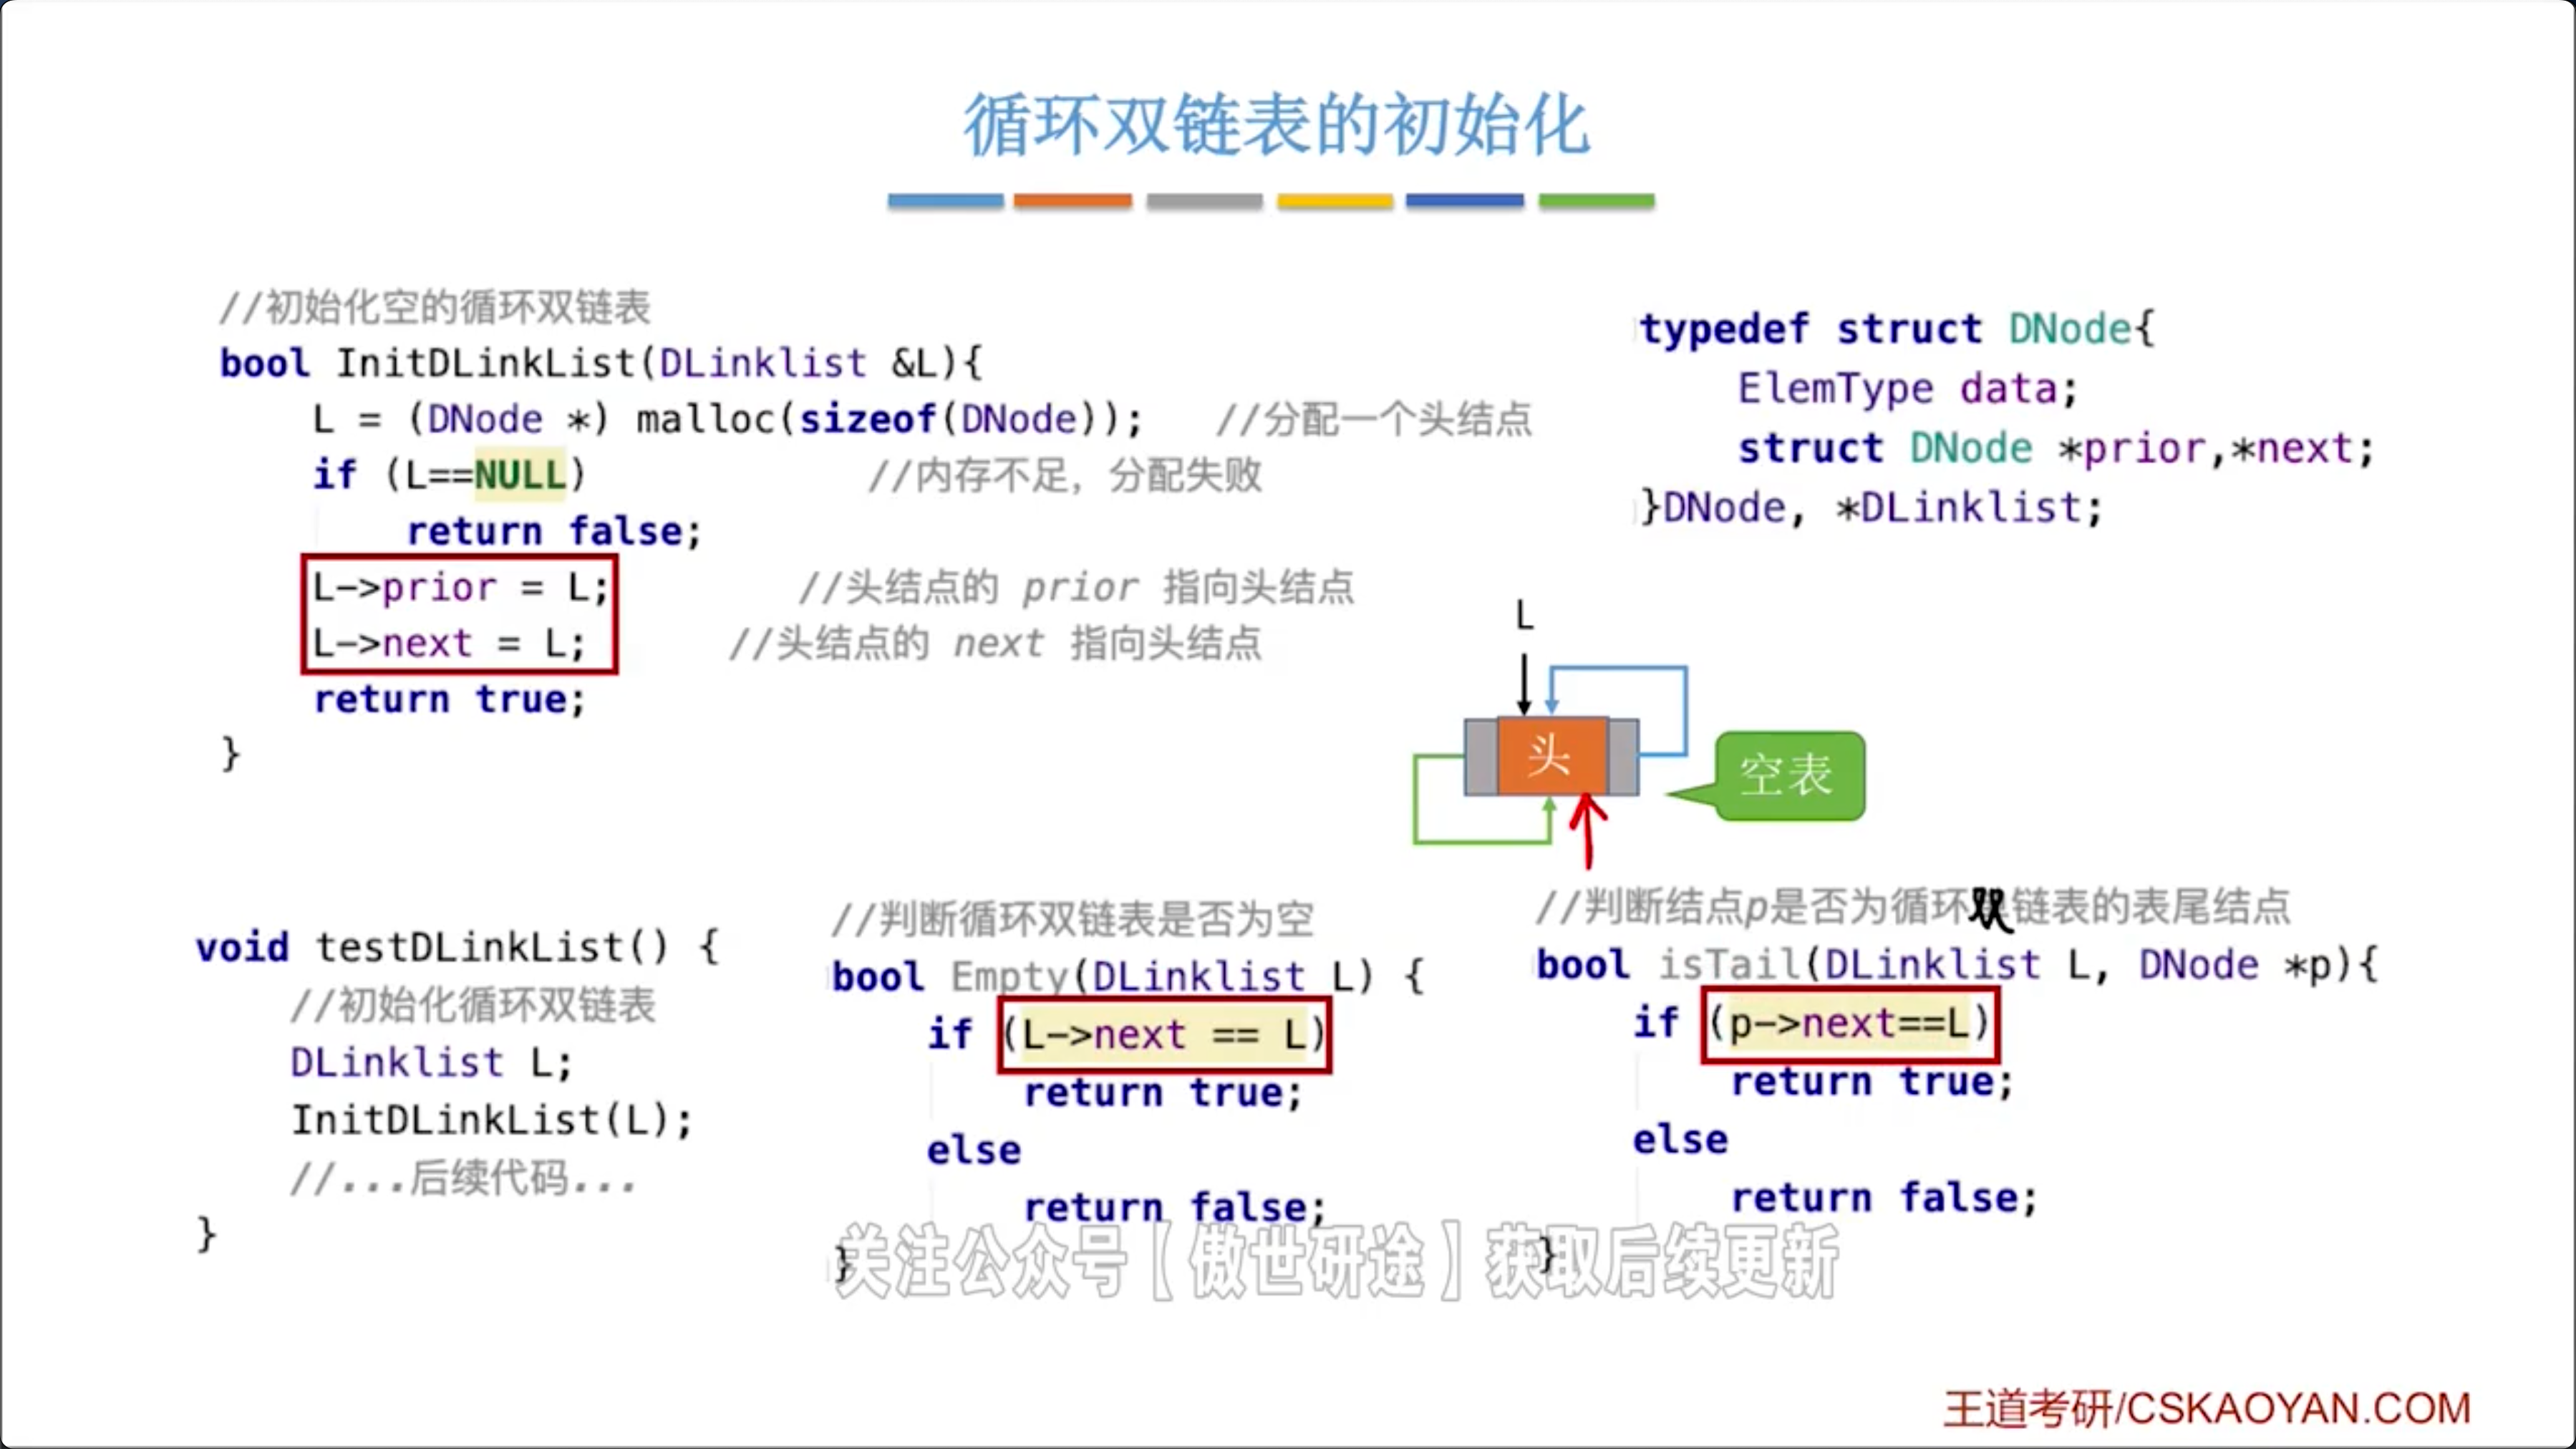 循环双链表的初始化
//初始化空的循环双链表
bool InitDLinkList(DLinklist &L){
L = (DNode *) malloc(sizeof(DNode)); //分配一个头结点
if (L==NULL) //内存不足，分配失败
return false;
L->prior = L; //头结点的 prior 指向头结点
L->next = L; //头结点的 next 指向头结点
return true;
}
typedef struct DNode{
ElemType data;
struct DNode *prior,*next;
}DNode, *DLinklist;
L
头
空表
void testDLinkList() {
//初始化循环双链表
DLinklist L;
InitDLinkList(L);
//...后续代码...
}
//判断循环双链表是否为空
bool Empty(DLinklist L) {
if (L->next == L)
return true;
else
return false;
}
//判断结点p是否为循环双链表的表尾结点
bool isTail(DLinklist L, DNode *p){
if (p->next==L)
return true;
else
return false;
}
关注公众号【傲世研途】获取后续更新
王道考研/CSKAOYAN.COM